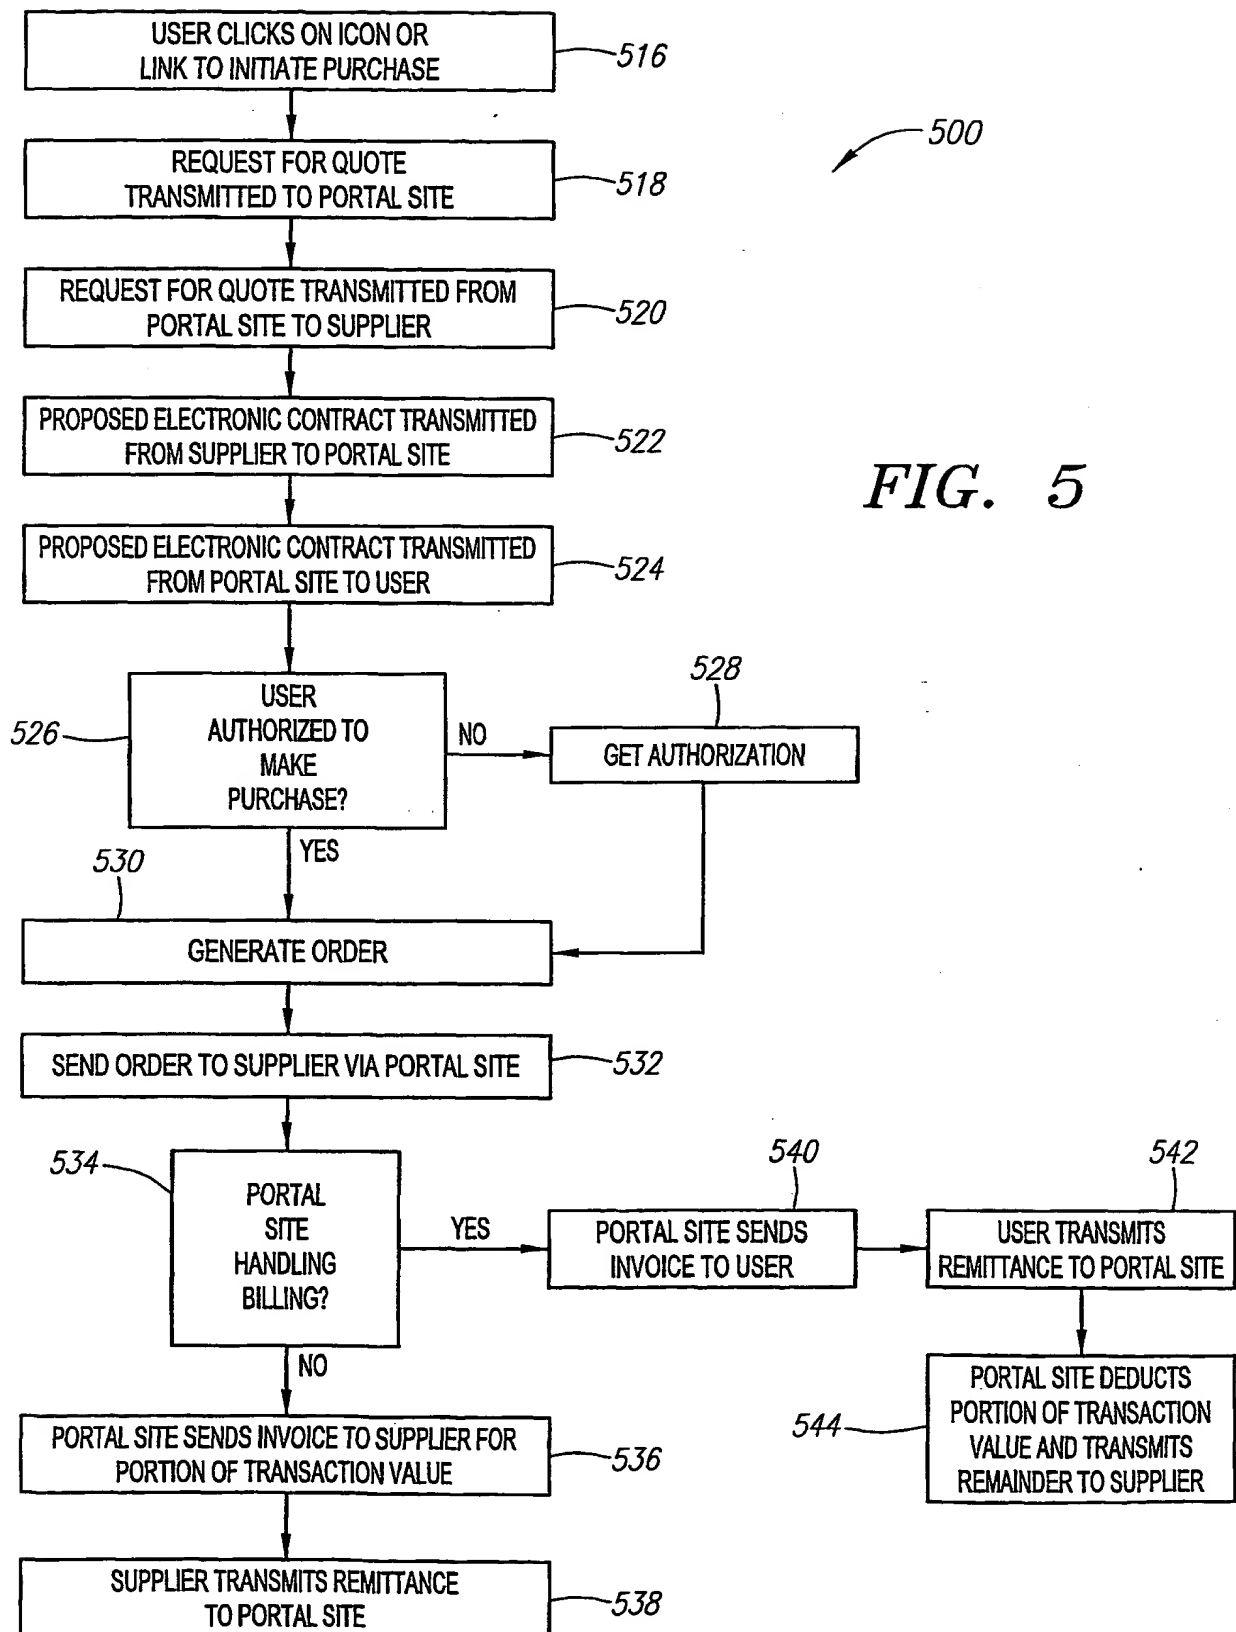 USER CLICKS ON ICON OR
LINK TO INITIATE PURCHASE
516
500
REQUEST FOR QUOTE
TRANSMITTED TO PORTAL SITE
518
REQUEST FOR QUOTE TRANSMITTED FROM
PORTAL SITE TO SUPPLIER
520
PROPOSED ELECTRONIC CONTRACT TRANSMITTED
FROM SUPPLIER TO PORTAL SITE
522
FIG. 5
PROPOSED ELECTRONIC CONTRACT TRANSMITTED
FROM PORTAL SITE TO USER
524
526
USER
AUTHORIZED TO
MAKE
PURCHASE?
NO
528
GET AUTHORIZATION
YES
530
GENERATE ORDER
SEND ORDER TO SUPPLIER VIA PORTAL SITE
532
534
PORTAL
SITE
HANDLING
BILLING?
YES
540
PORTAL SITE SENDS
INVOICE TO USER
542
USER TRANSMITS
REMITTANCE TO PORTAL SITE
NO
544
PORTAL SITE DEDUCTS
PORTION OF TRANSACTION
VALUE AND TRANSMITS
REMAINDER TO SUPPLIER
PORTAL SITE SENDS INVOICE TO SUPPLIER FOR
PORTION OF TRANSACTION VALUE
536
SUPPLIER TRANSMITS REMITTANCE
TO PORTAL SITE
538